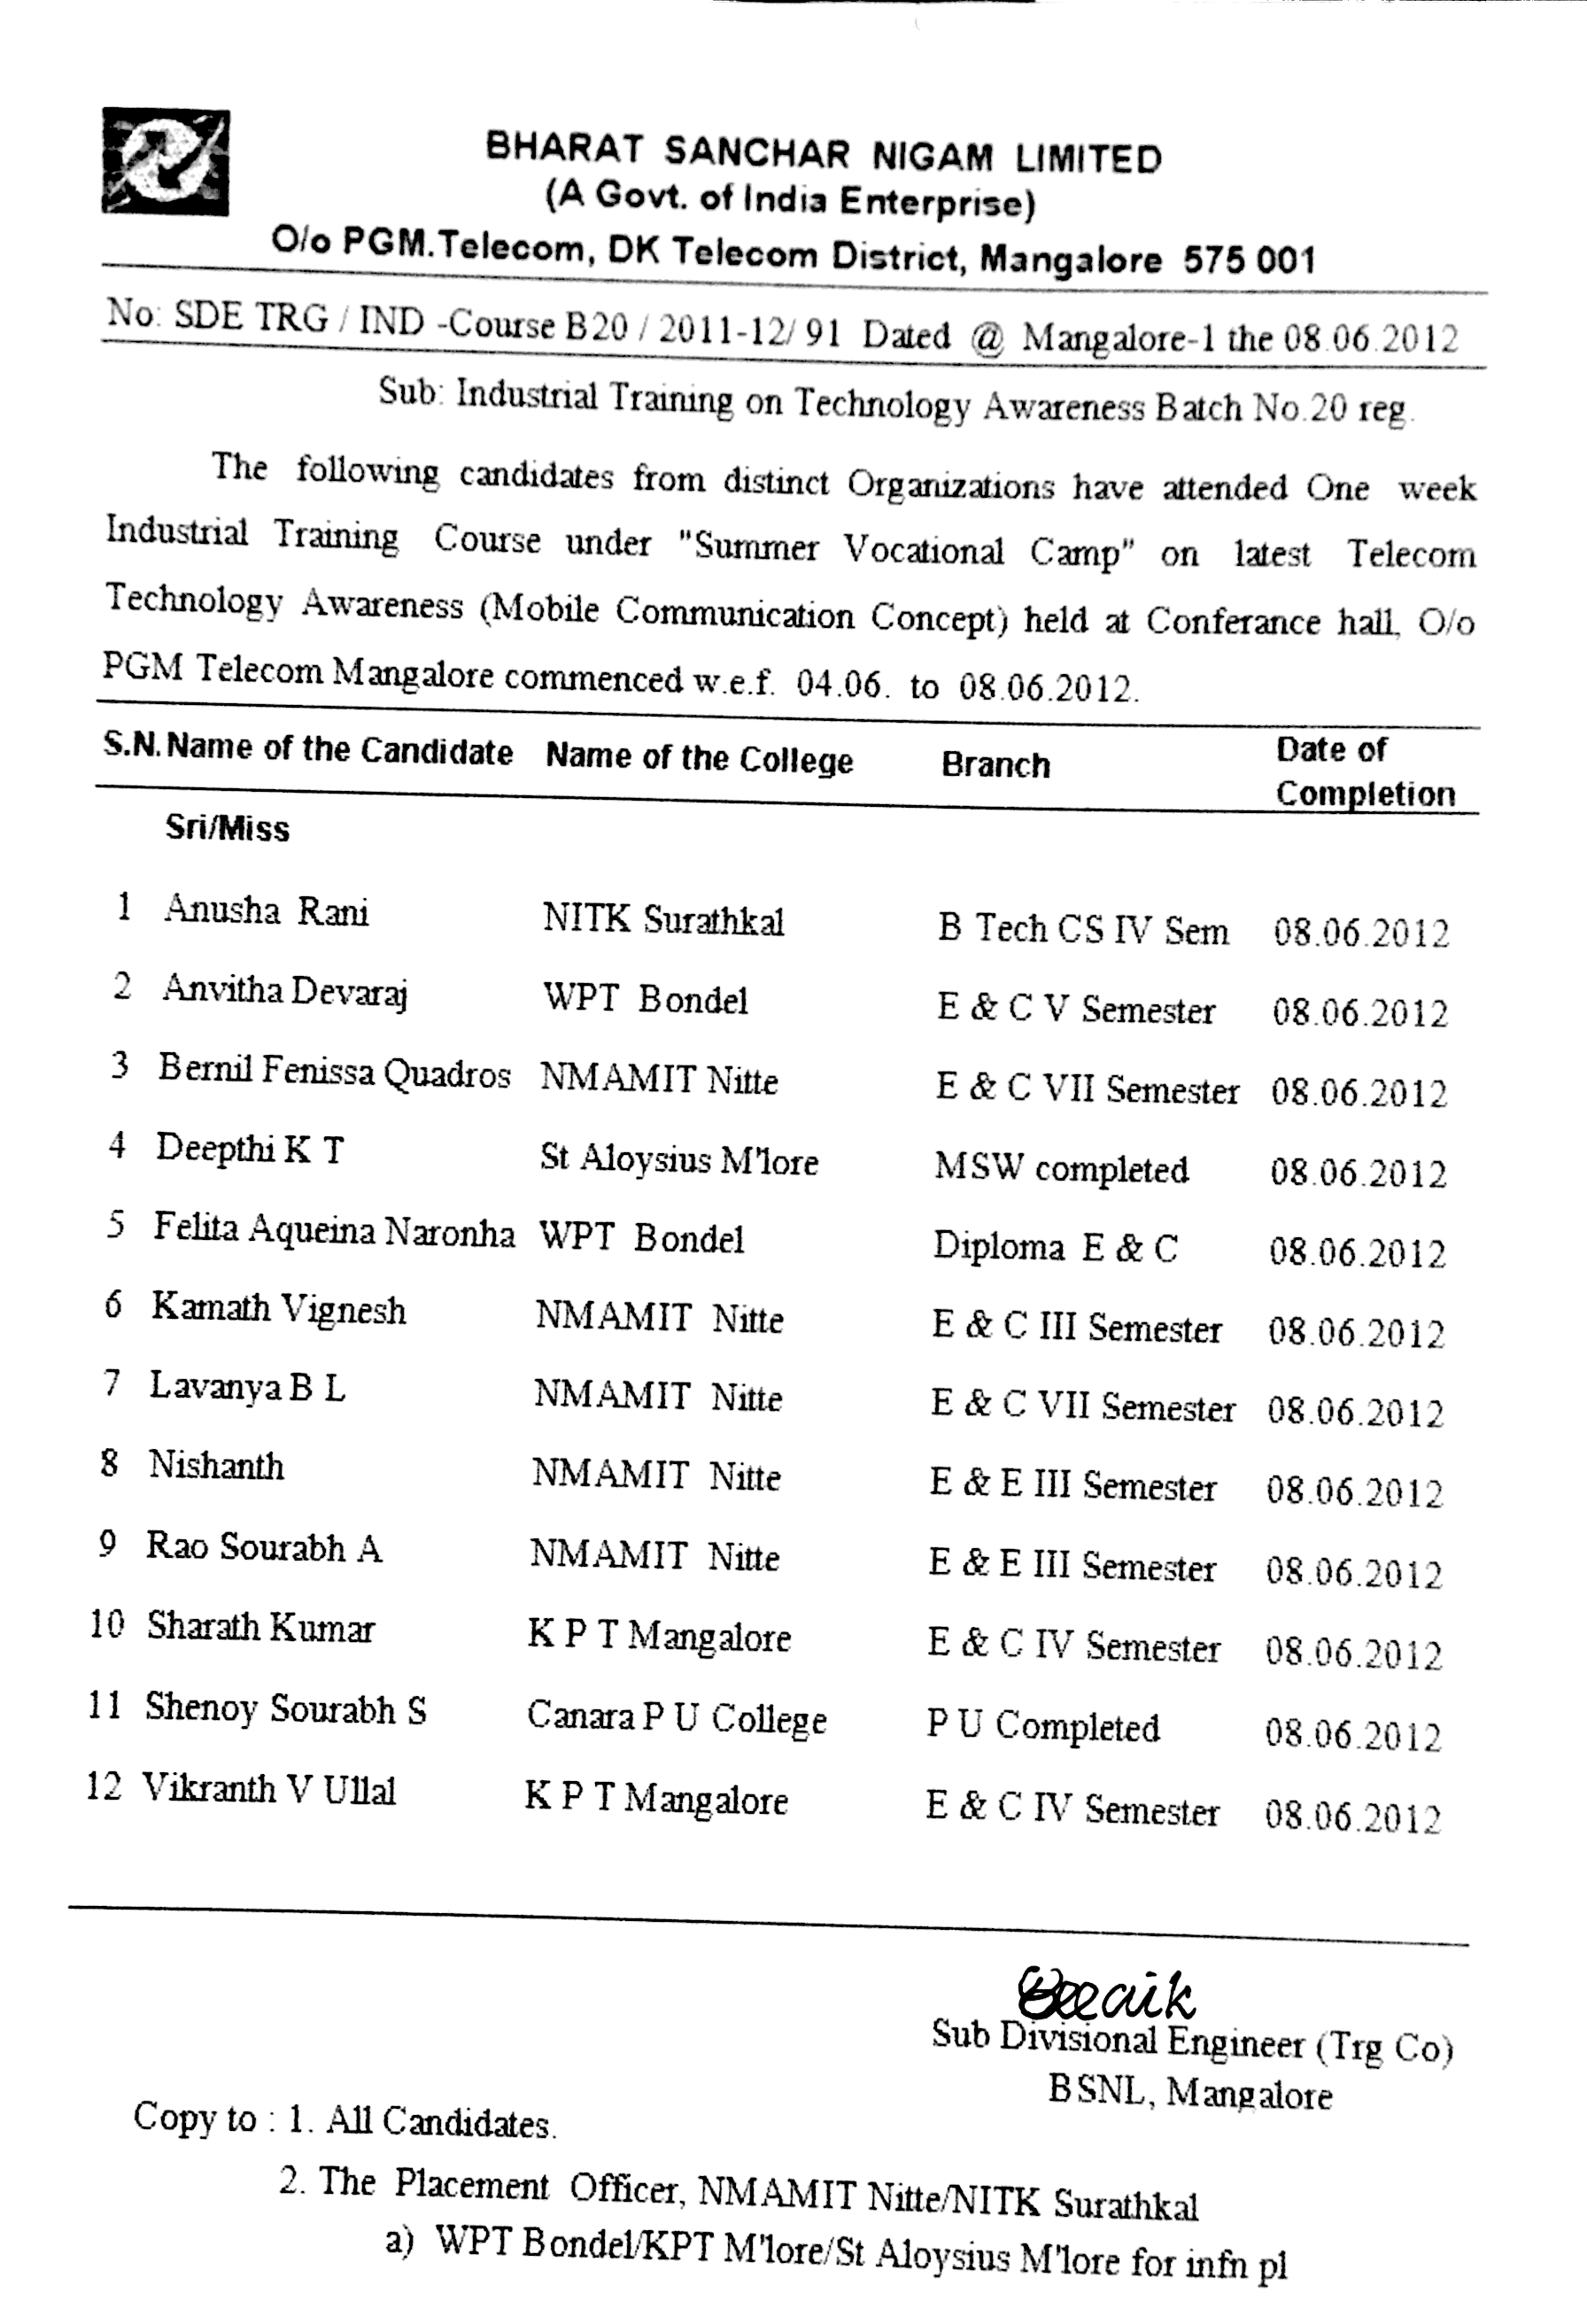 BHARAT SANCHAR NIGAM LIMITED
(A Govt. of India Enterprise)
O/o PGM.Telecom, DK Telecom District, Mangalore 575 001
No: SDE TRG / IND -Course B20 / 2011-12/ 91 Dated @ Mangalore-1 the 08.06.2012
Sub: Industrial Training on Technology Awareness Batch No.20 reg.
The following candidates from distinct Organizations have attended One week
Industrial Training Course under "Summer Vocational Camp" on latest Telecom
Technology Awareness (Mobile Communication Concept) held at Conferance hall, O/o
PGM Telecom Mangalore commenced w.e.f. 04.06. to 08.06.2012.
S.N. Name of the Candidate Name of the College Branch Date of
Completion
Sri/Miss
1 Anusha Rani NITK Surathkal B Tech CS IV Sem 08.06.2012
2 Anvitha Devaraj WPT Bondel E & C V Semester 08.06.2012
3 Bernil Fenissa Quadros NMAMIT Nitte E & C VII Semester 08.06.2012
4 Deepthi K T St Aloysius M'lore MSW completed 08.06.2012
5 Felita Aqueina Naronha WPT Bondel Diploma E & C 08.06.2012
6 Kamath Vignesh NMAMIT Nitte E & C III Semester 08.06.2012
7 Lavanya B L NMAMIT Nitte E & C VII Semester 08.06.2012
8 Nishanth NMAMIT Nitte E & E III Semester 08.06.2012
9 Rao Sourabh A NMAMIT Nitte E & E III Semester 08.06.2012
10 Sharath Kumar K P T Mangalore E & C IV Semester 08.06.2012
11 Shenoy Sourabh S Canara P U College P U Completed 08.06.2012
12 Vikranth V Ullal K P T Mangalore E & C IV Semester 08.06.2012
Sub Divisional Engineer (Trg Co)
BSNL, Mangalore
Copy to : 1. All Candidates.
2. The Placement Officer, NMAMIT Nitte/NITK Surathkal
a) WPT Bondel/KPT M'lore/St Aloysius M'lore for infn pl